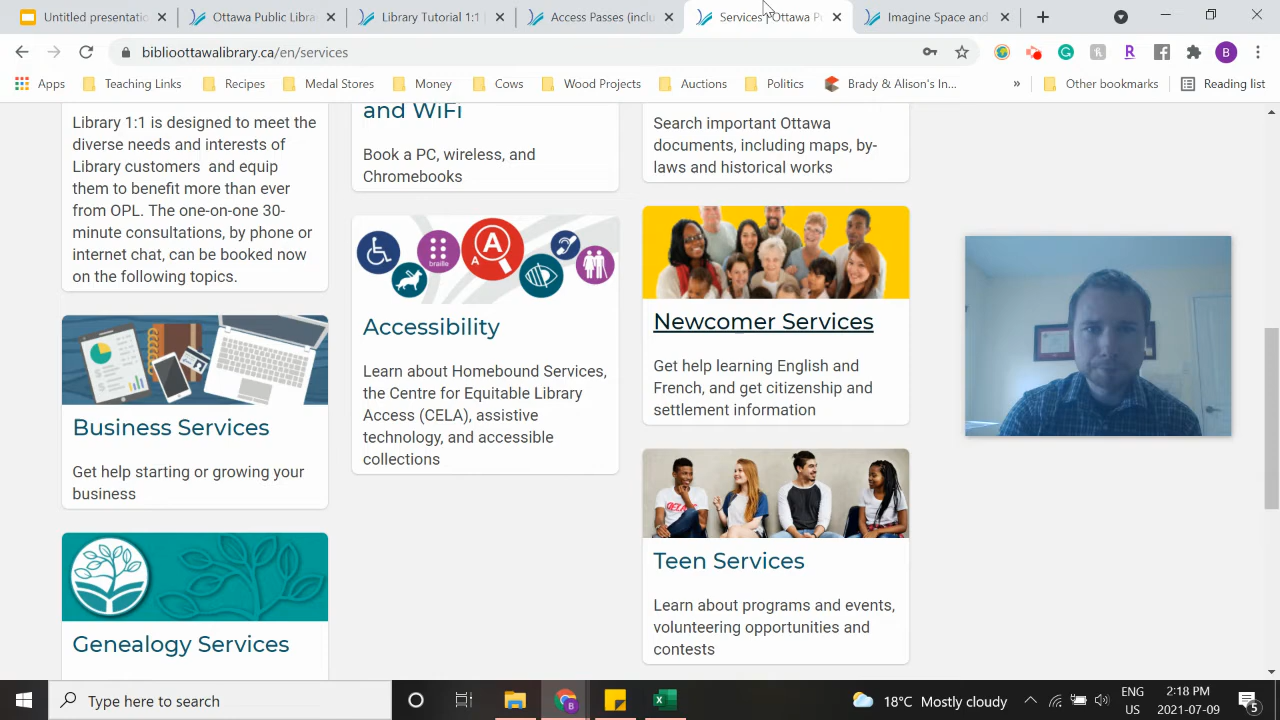 Untitled presentatio
Ottawa Public Libra
Library Tutorial 1:1
Access Passes (inclu
Services | Ottawa Pu
Imagine Space and
biblioottawalibrary.ca/en/services
Apps
Teaching Links
Recipes
Medal Stores
Money
Cows
Wood Projects
Auctions
Politics
Brady & Alison's In...
»
Other bookmarks
Reading list
Library 1:1 is designed to meet the
diverse needs and interests of
Library customers and equip
them to benefit more than ever
from OPL. The one-on-one 30-
minute consultations, by phone or
internet chat, can be booked now
on the following topics.
Business Services
Get help starting or growing your
business
Genealogy Services
and WiFi
Book a PC, wireless, and
Chromebooks
A
A
braille
Accessibility
Learn about Homebound Services,
the Centre for Equitable Library
Access (CELA), assistive
technology, and accessible
collections
Search important Ottawa
documents, including maps, by-
laws and historical works
Newcomer Services
Get help learning English and
French, and get citizenship and
settlement information
Teen Services
Learn about programs and events,
volunteering opportunities and
contests
Type here to search
18°C Mostly cloudy
ENG
US
2:18 PM
2021-07-09
5